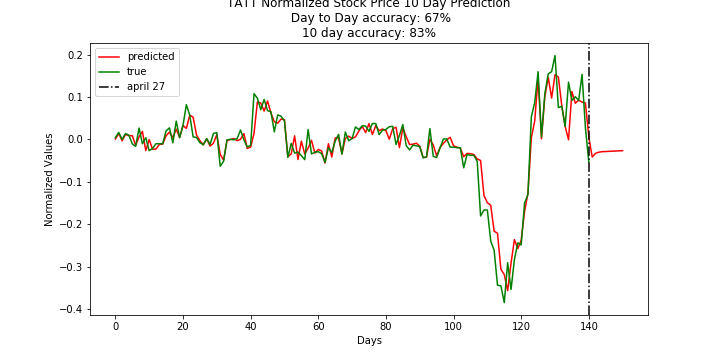 TATT Normalized Stock Price 10 Day Prediction
Day to Day accuracy: 67%
10 day accuracy: 83%
predicted
true
april 27
Normalized Values
0.2
0.1
0.0
−0.1
−0.2
−0.3
−0.4
0 20 40 60 80 100 120 140
Days